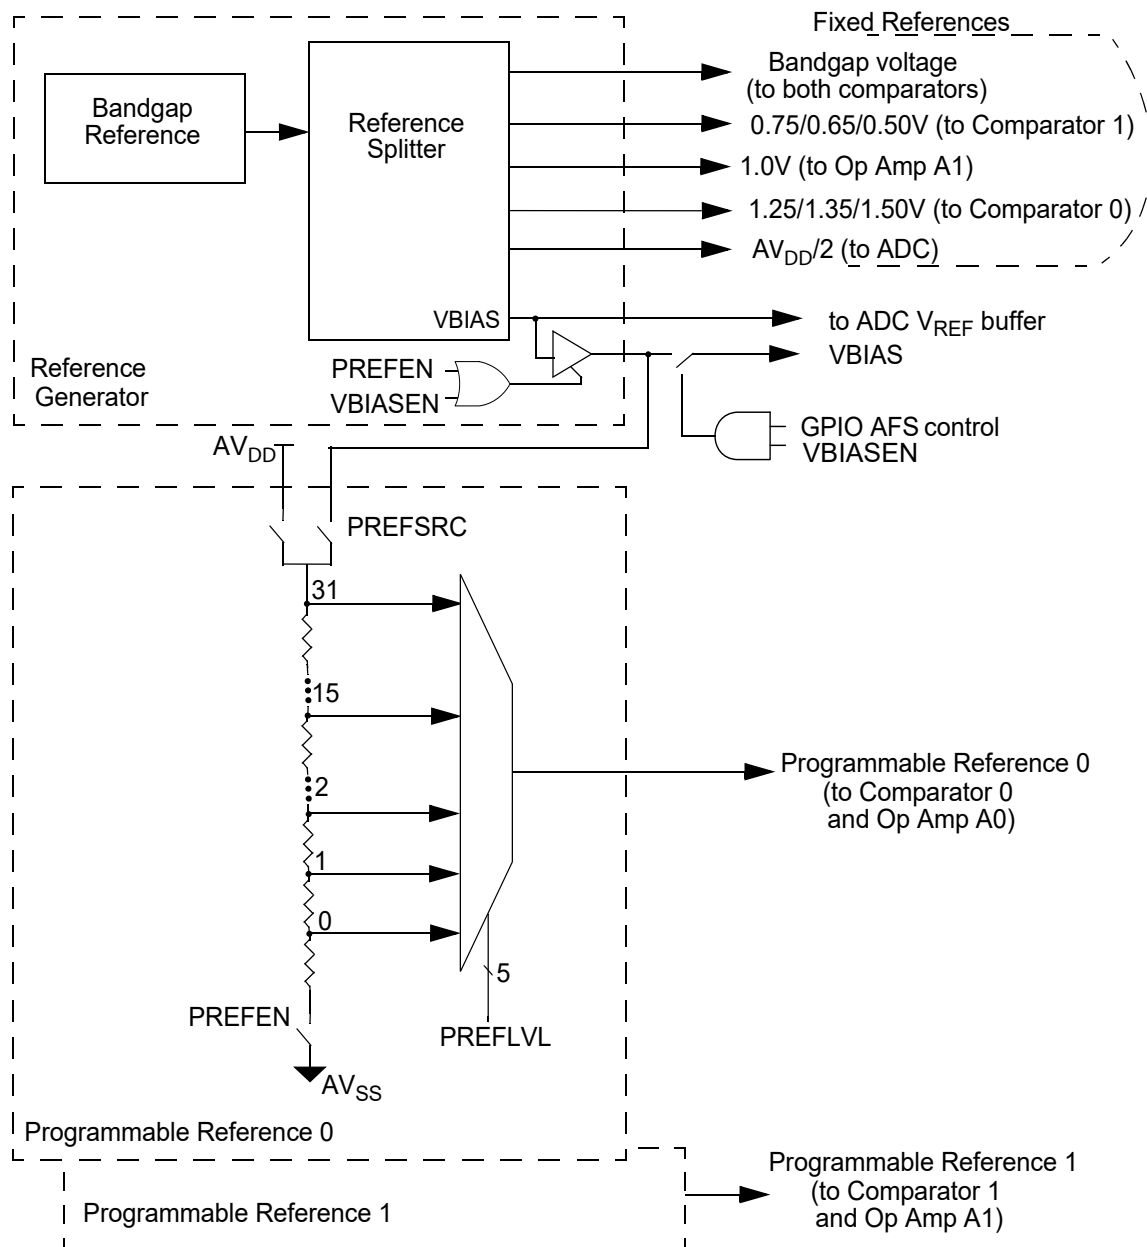 Fixed References
Bandgap
Reference
Reference
Splitter
Bandgap voltage
(to both comparators)
0.75/0.65/0.50V (to Comparator 1)
1.0V (to Op Amp A1)
1.25/1.35/1.50V (to Comparator 0)
AVDD/2 (to ADC)
VBIAS
to ADC VREF buffer
VBIAS
Reference
Generator
PREFEN
VBIASEN
GPIO AFS control
VBIASEN
AVDD
PREFSRC
31
15
2
1
0
Programmable Reference 0
(to Comparator 0
and Op Amp A0)
5
PREFLVL
PREFEN
AVSS
Programmable Reference 0
Programmable Reference 1
Programmable Reference 1
(to Comparator 1
and Op Amp A1)